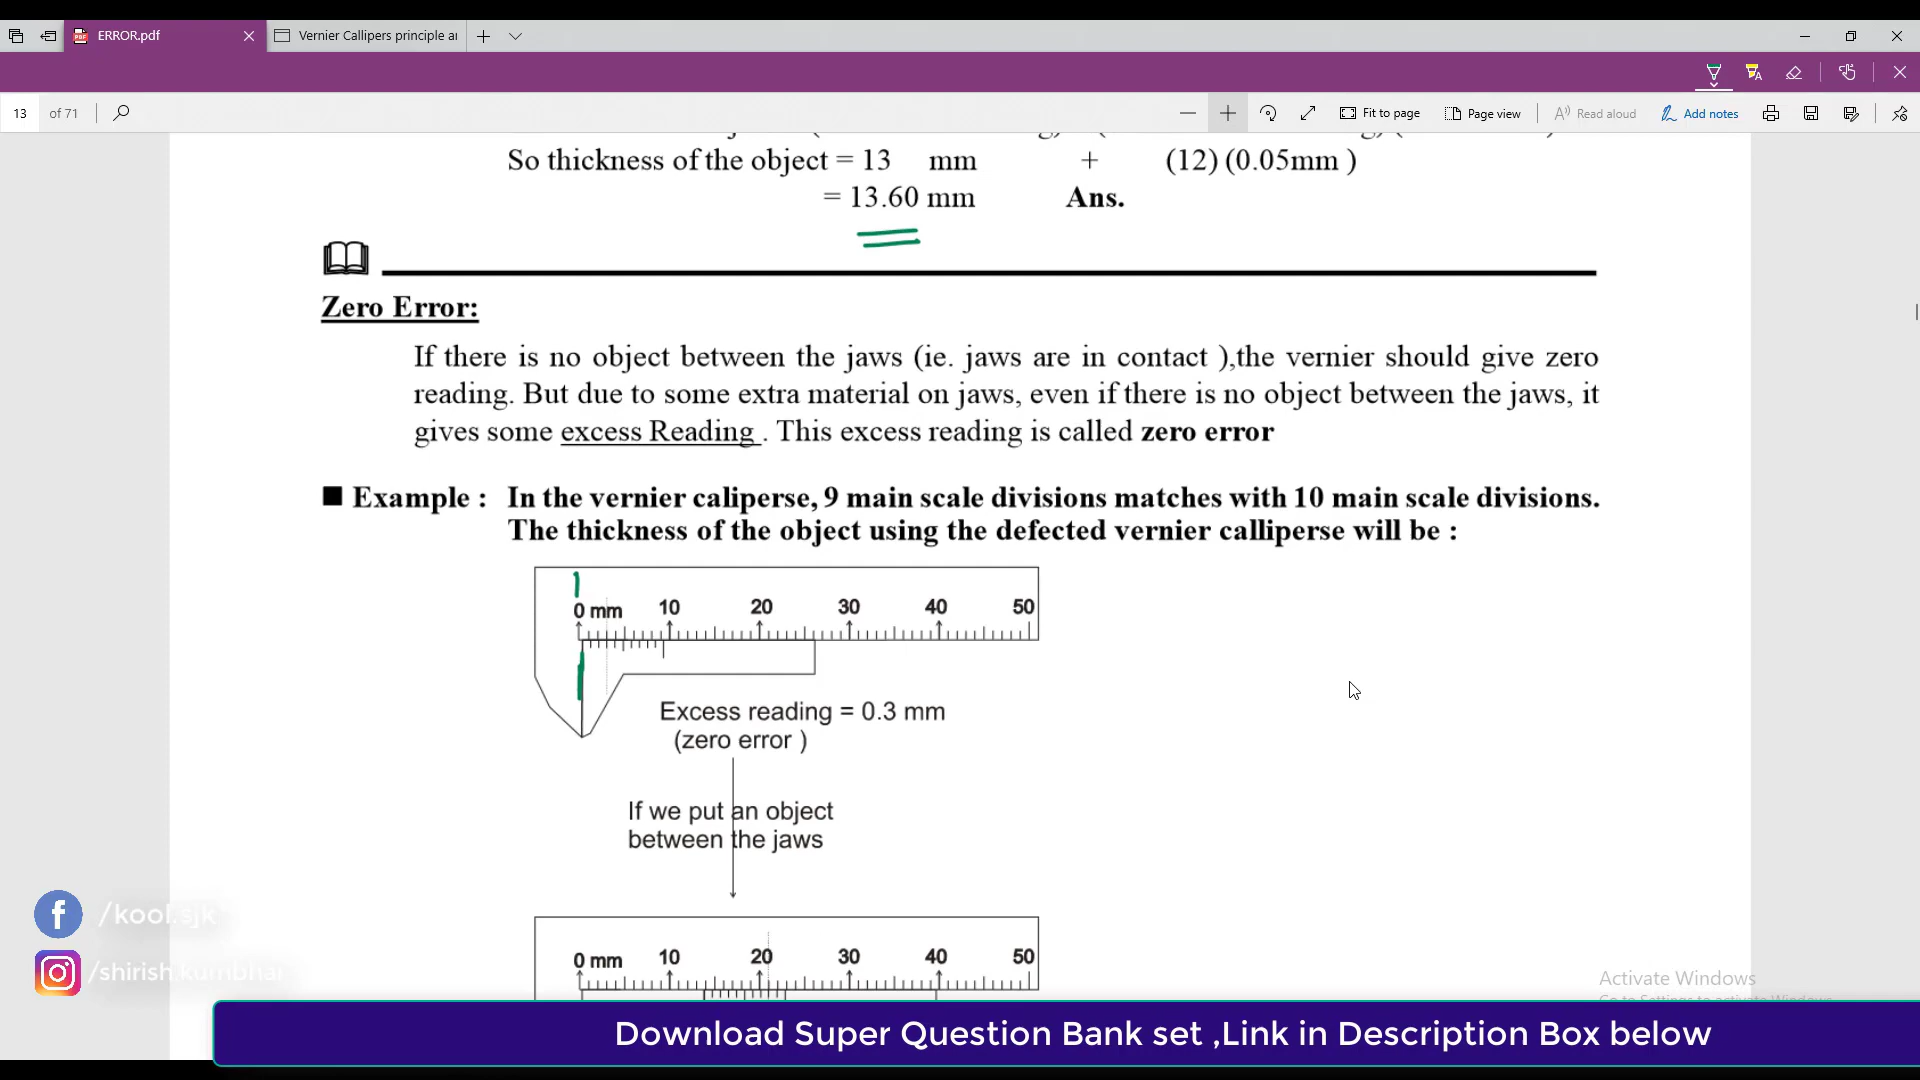 ERROR.pdf
Vernier Callipers principle ar
13 of 71
Fit to page
Page view
Read aloud
Add notes
So thickness of the object = 13 mm + (12) (0.05mm )
= 13.60 mm Ans.
Zero Error:
If there is no object between the jaws (ie. jaws are in contact ),the vernier should give zero
reading. But due to some extra material on jaws, even if there is no object between the jaws, it
gives some excess Reading . This excess reading is called zero error
Example : In the vernier caliperse, 9 main scale divisions matches with 10 main scale divisions.
The thickness of the object using the defected vernier calliperse will be :
0 mm 10 20 30 40 50
Excess reading = 0.3 mm
(zero error )
If we put an object
between the jaws
0 mm 10 20 30 40 50
/kool.sjk
/shirish.kumbhar
Activate Windows
Download Super Question Bank set ,Link in Description Box below